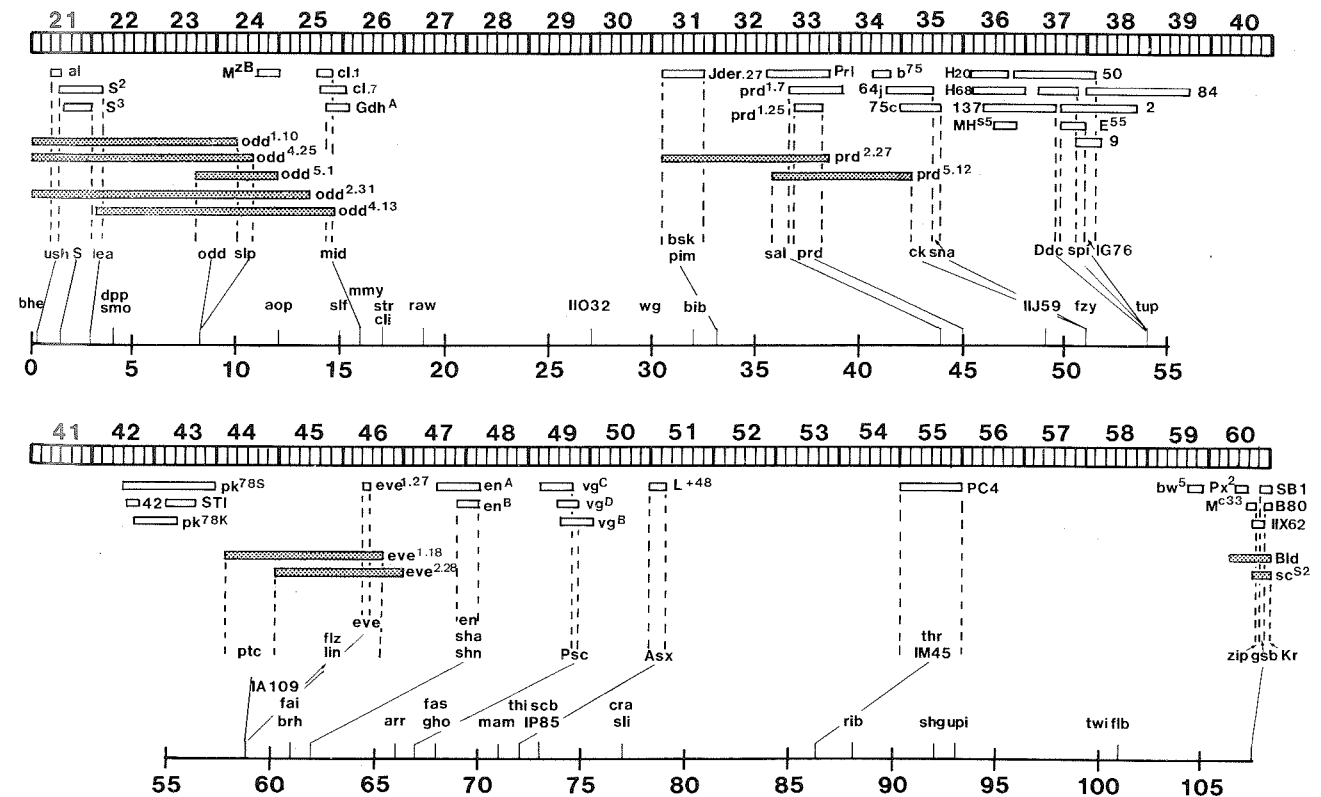 21 22 23 24 25 26 27 28 29 30 31 32 33 34 35 36 37 38 39 40
al M^zB cl.1 Jder.27 Prl b^75 H20 50
S^2 cl.7 prd^1.7 64j H68 84
S^3 Gdh^A prd^1.25 75c 137 2
MH^S5 E^55
odd^1.10 9
odd^4.25 prd^2.27
odd^5.1 prd^5.12
odd^2.31
odd^4.13
bsk
ush S lea odd slp mid pim sal prd ck sna Ddc spi IG76
mmy
bhe dpp aop slf str raw IIO32 wg bib IIJ59 fzy tup
smo cli
0 5 10 15 20 25 30 35 40 45 50 55
41 42 43 44 45 46 47 48 49 50 51 52 53 54 55 56 57 58 59 60
pk^78S eve^1.27 en^A vg^C L^+48 PC4 bw^5 Px^2 SB1
42 STI en^B vg^D M^c33 B80
pk^78K vg^B IIX62
eve^1.18 Bld
eve^2.28 sc^S2
eve en
flz sha thr
ptc lin shn Psc Asx IM45 zip gsb Kr
IA109
fai fas thi scb cra
brh arr gho mam IP85 sli rib shg upi twi flb
55 60 65 70 75 80 85 90 95 100 105